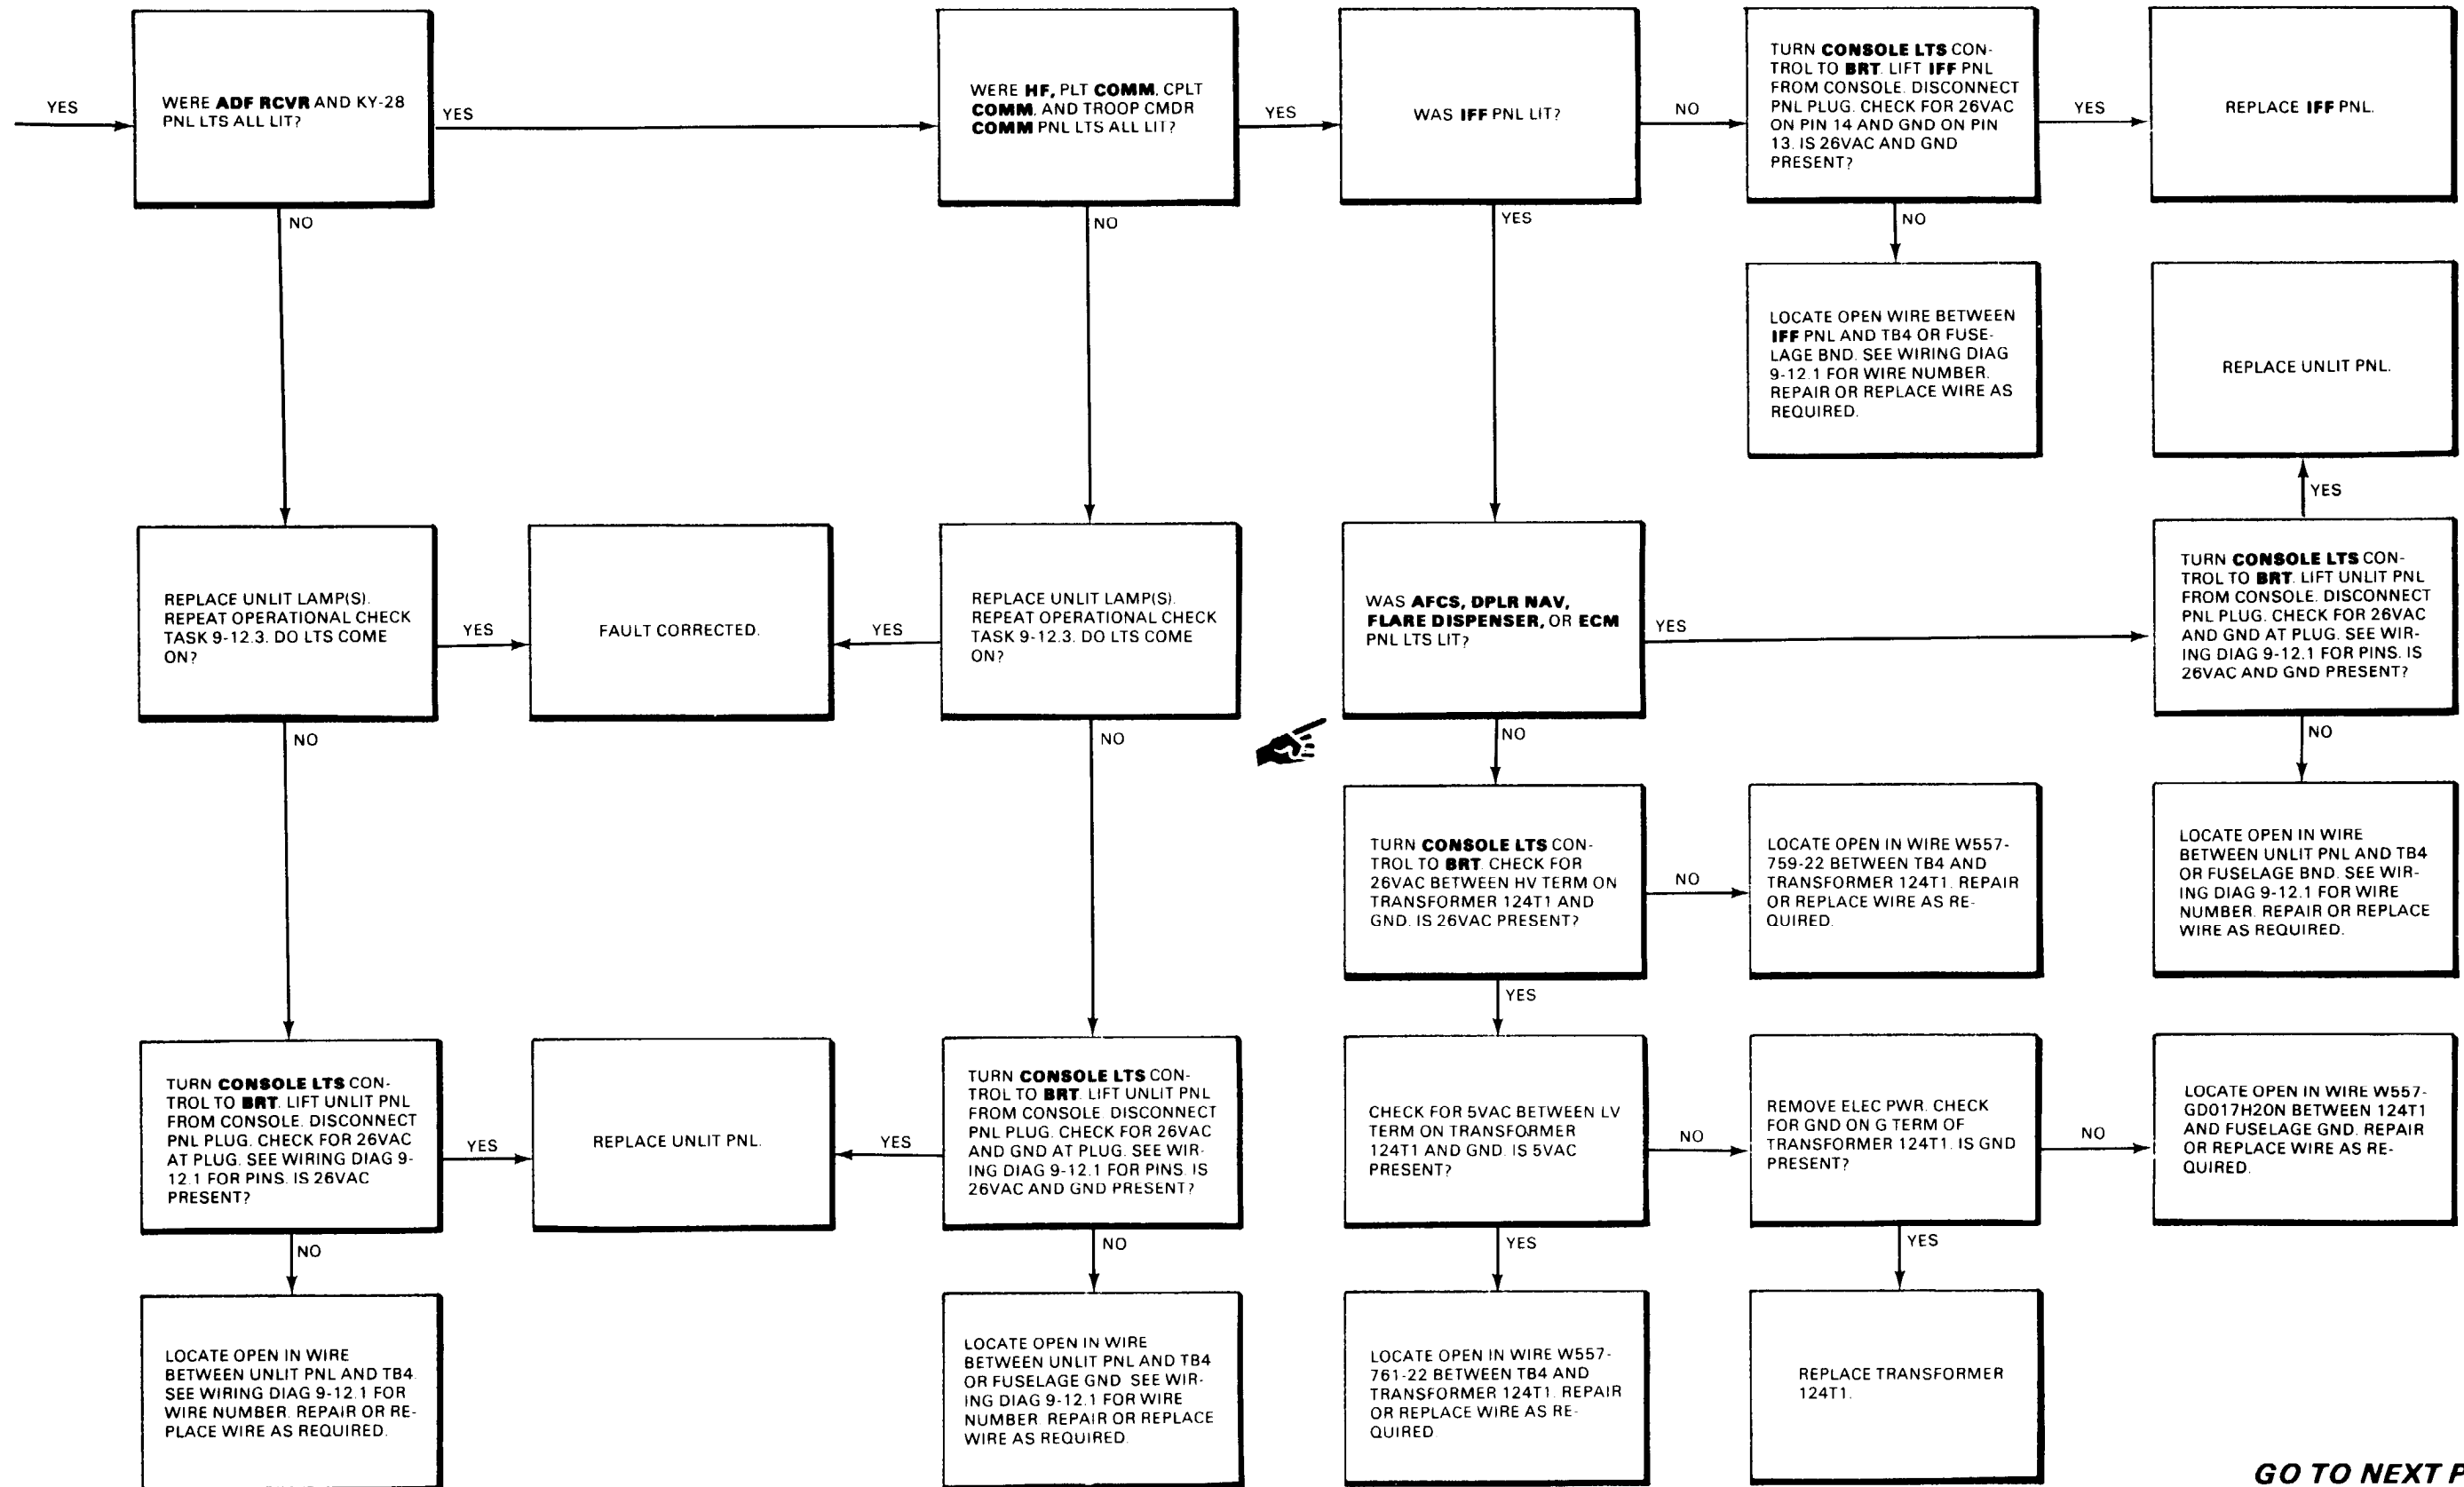 YES
WERE ADF RCVR AND KY-28
PNL LTS ALL LIT?
YES
NO
WERE HF, PLT COMM, CPLT
COMM, AND TROOP CMDR
COMM PNL LTS ALL LIT?
YES
NO
WAS IFF PNL LIT?
NO
YES
TURN CONSOLE LTS CON-
TROL TO BRT. LIFT IFF PNL
FROM CONSOLE. DISCONNECT
PNL PLUG. CHECK FOR 26VAC
ON PIN 14 AND GND ON PIN
13. IS 26VAC AND GND
PRESENT?
YES
NO
REPLACE IFF PNL.
LOCATE OPEN WIRE BETWEEN
IFF PNL AND TB4 OR FUSE-
LAGE BND. SEE WIRING DIAG
9-12.1 FOR WIRE NUMBER.
REPAIR OR REPLACE WIRE AS
REQUIRED.
REPLACE UNLIT PNL.
YES
REPLACE UNLIT LAMP(S).
REPEAT OPERATIONAL CHECK
TASK 9-12.3. DO LTS COME
ON?
YES
NO
FAULT CORRECTED.
YES
REPLACE UNLIT LAMP(S).
REPEAT OPERATIONAL CHECK
TASK 9-12.3. DO LTS COME
ON?
NO
WAS AFCS, DPLR NAV,
FLARE DISPENSER, OR ECM
PNL LTS LIT?
YES
NO
TURN CONSOLE LTS CON-
TROL TO BRT. LIFT UNLIT PNL
FROM CONSOLE. DISCONNECT
PNL PLUG. CHECK FOR 26VAC
AND GND AT PLUG. SEE WIR-
ING DIAG 9-12.1 FOR PINS. IS
26VAC AND GND PRESENT?
NO
TURN CONSOLE LTS CON-
TROL TO BRT. CHECK FOR
26VAC BETWEEN HV TERM ON
TRANSFORMER 124T1 AND
GND. IS 26VAC PRESENT?
NO
YES
LOCATE OPEN IN WIRE W557-
759-22 BETWEEN TB4 AND
TRANSFORMER 124T1. REPAIR
OR REPLACE WIRE AS RE-
QUIRED.
LOCATE OPEN IN WIRE
BETWEEN UNLIT PNL AND TB4
OR FUSELAGE BND. SEE WIR-
ING DIAG 9-12.1 FOR WIRE
NUMBER. REPAIR OR REPLACE
WIRE AS REQUIRED.
TURN CONSOLE LTS CON-
TROL TO BRT. LIFT UNLIT PNL
FROM CONSOLE. DISCONNECT
PNL PLUG. CHECK FOR 26VAC
AT PLUG. SEE WIRING DIAG 9-
12.1 FOR PINS. IS 26VAC
PRESENT?
YES
NO
REPLACE UNLIT PNL.
YES
TURN CONSOLE LTS CON-
TROL TO BRT. LIFT UNLIT PNL
FROM CONSOLE. DISCONNECT
PNL PLUG. CHECK FOR 26VAC
AND GND AT PLUG. SEE WIR-
ING DIAG 9-12.1 FOR PINS. IS
26VAC AND GND PRESENT?
NO
CHECK FOR 5VAC BETWEEN LV
TERM ON TRANSFORMER
124T1 AND GND. IS 5VAC
PRESENT?
NO
YES
REMOVE ELEC PWR. CHECK
FOR GND ON G TERM OF
TRANSFORMER 124T1. IS GND
PRESENT?
NO
YES
LOCATE OPEN IN WIRE W557-
GD017H20N BETWEEN 124T1
AND FUSELAGE GND. REPAIR
OR REPLACE WIRE AS RE-
QUIRED.
LOCATE OPEN IN WIRE
BETWEEN UNLIT PNL AND TB4.
SEE WIRING DIAG 9-12.1 FOR
WIRE NUMBER. REPAIR OR RE-
PLACE WIRE AS REQUIRED.
LOCATE OPEN IN WIRE
BETWEEN UNLIT PNL AND TB4
OR FUSELAGE GND SEE WIR-
ING DIAG 9-12.1 FOR WIRE
NUMBER. REPAIR OR REPLACE
WIRE AS REQUIRED.
LOCATE OPEN IN WIRE W557-
761-22 BETWEEN TB4 AND
TRANSFORMER 124T1. REPAIR
OR REPLACE WIRE AS RE-
QUIRED
REPLACE TRANSFORMER
124T1.
GO TO NEXT P